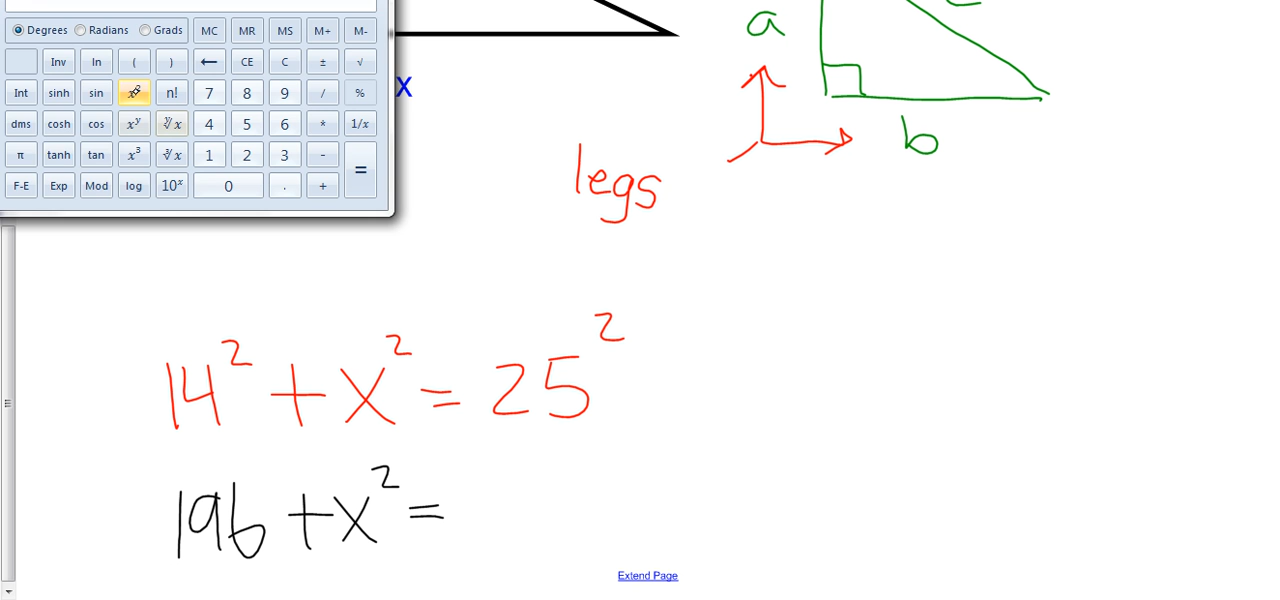 Degrees Radians Grads MC MR MS M+ M-
Inv ln ( ) ← CE C ± √
Int sinh sin x² n! 7 8 9 / %
dms cosh cos xʸ ʸ√x 4 5 6 * 1/x
π tanh tan x³ ³√x 1 2 3 - =
F-E Exp Mod log 10ˣ 0 . +
x
a
b
legs
14² + x² = 25²
196 + x² =
Extend Page